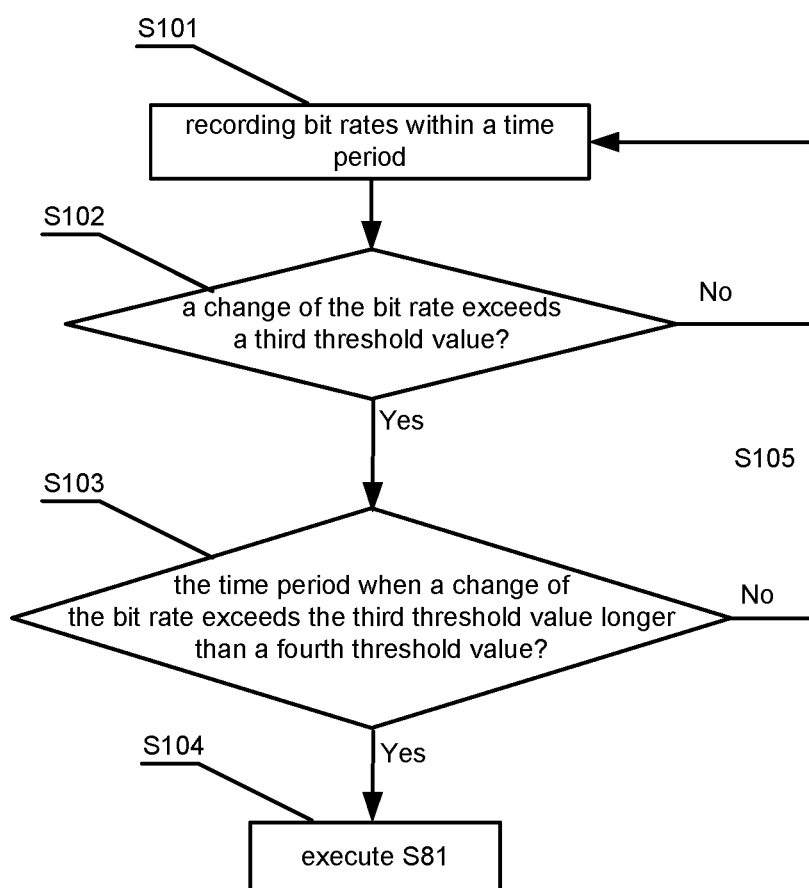 S101
recording bit rates within a time
period
S102
a change of the bit rate exceeds
a third threshold value?
No
Yes
S105
S103
the time period when a change of
the bit rate exceeds the third threshold value longer
than a fourth threshold value?
No
Yes
S104
execute S81